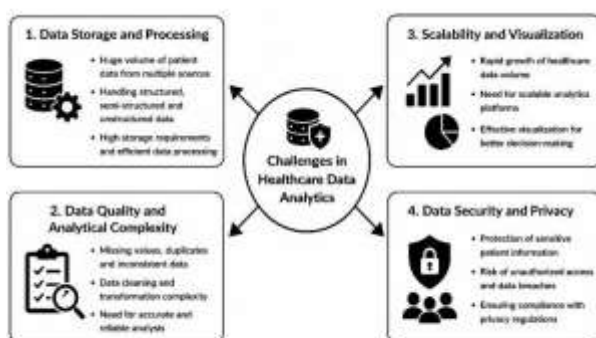 1. Data Storage and Processing
• Huge volume of patient
data from multiple sources
• Handling structured,
semi-structured and
unstructured data
• High storage requirements
and efficient data processing
2. Data Quality and
Analytical Complexity
• Missing values, duplicates
and inconsistent data
• Data cleaning and
transformation complexity
• Need for accurate and
reliable analysis
Challenges in
Healthcare Data
Analytics
3. Scalability and Visualization
• Rapid growth of healthcare
data volume
• Need for scalable analytics
platforms
• Effective visualization for
better decision-making
4. Data Security and Privacy
• Protection of sensitive
patient information
• Risk of unauthorized access
and data breaches
• Ensuring compliance with
privacy regulations